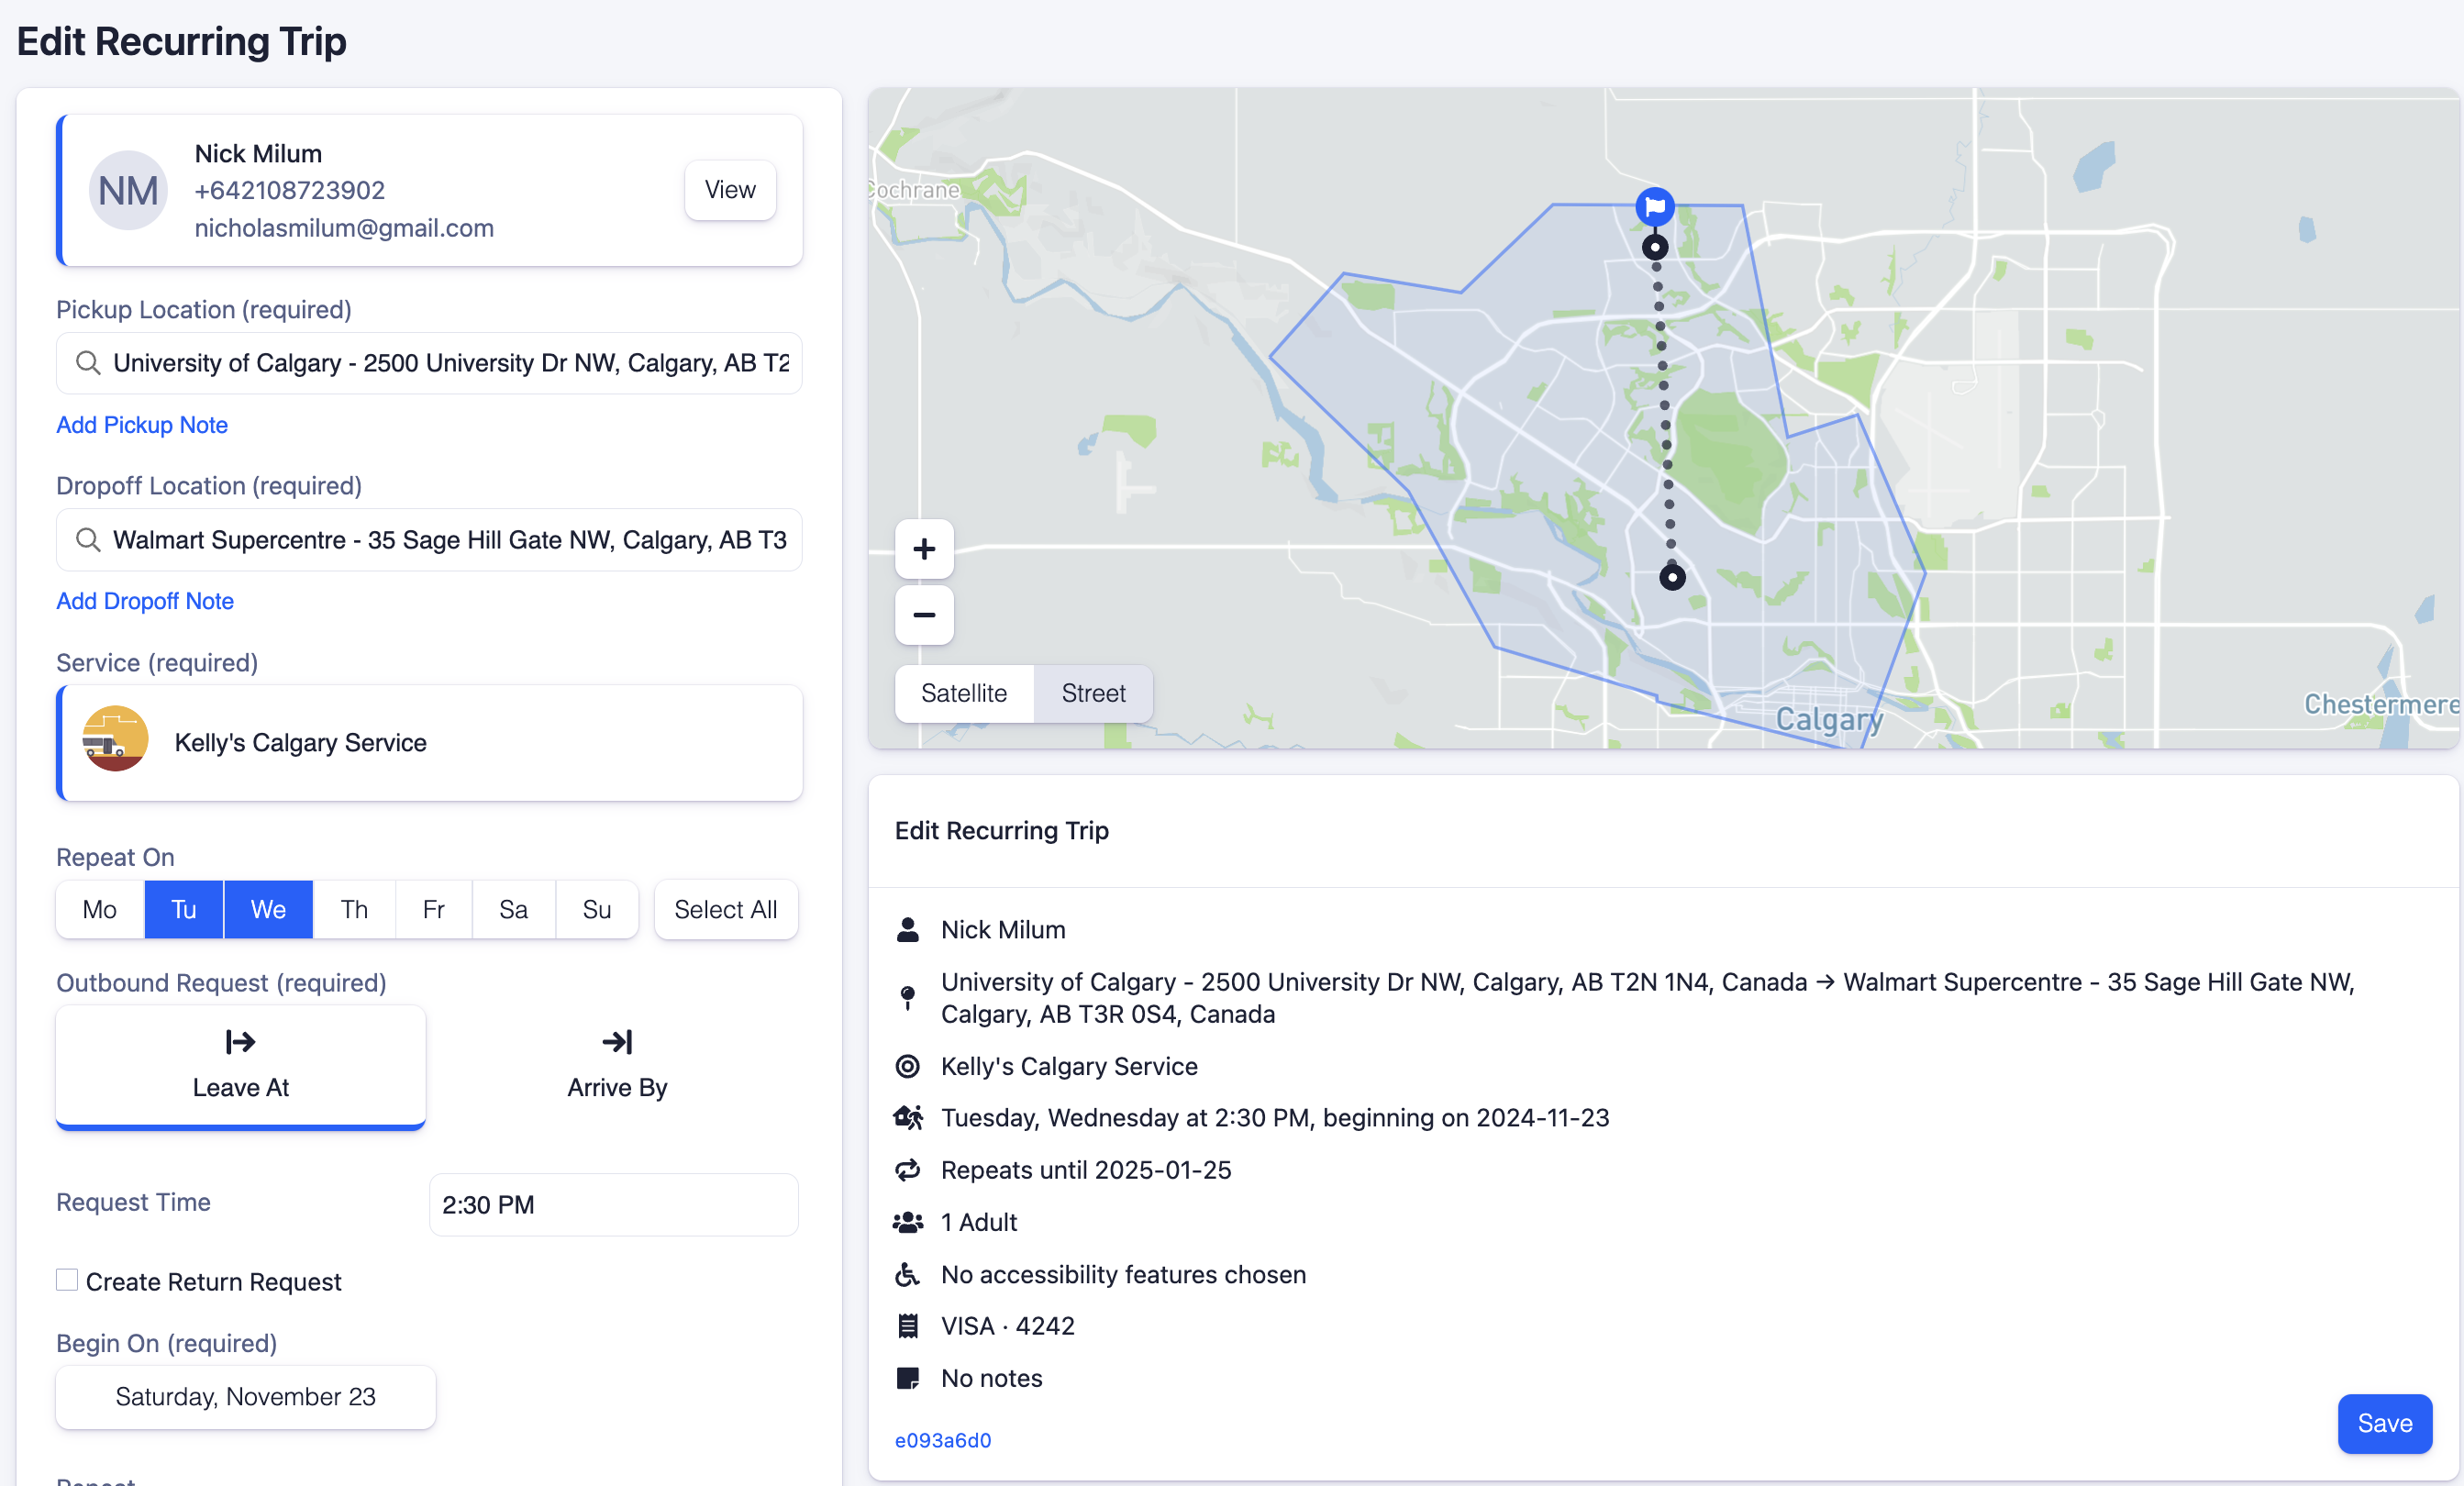 Edit Recurring Trip
NM
Nick Milum
+642108723902
nicholasmilum@gmail.com
View
Pickup Location (required)
University of Calgary - 2500 University Dr NW, Calgary, AB T2
Add Pickup Note
Dropoff Location (required)
Walmart Supercentre - 35 Sage Hill Gate NW, Calgary, AB T3
Add Dropoff Note
Service (required)
Kelly's Calgary Service
Repeat On
Mo Tu We Th Fr Sa Su Select All
Outbound Request (required)
Leave At
Arrive By
Request Time
2:30 PM
Create Return Request
Begin On (required)
Saturday, November 23
Repeat
Cochrane
+
−
Satellite Street
Calgary
Chestermere
Edit Recurring Trip
Nick Milum
University of Calgary - 2500 University Dr NW, Calgary, AB T2N 1N4, Canada → Walmart Supercentre - 35 Sage Hill Gate NW,
Calgary, AB T3R 0S4, Canada
Kelly's Calgary Service
Tuesday, Wednesday at 2:30 PM, beginning on 2024-11-23
Repeats until 2025-01-25
1 Adult
No accessibility features chosen
VISA · 4242
No notes
e093a6d0
Save